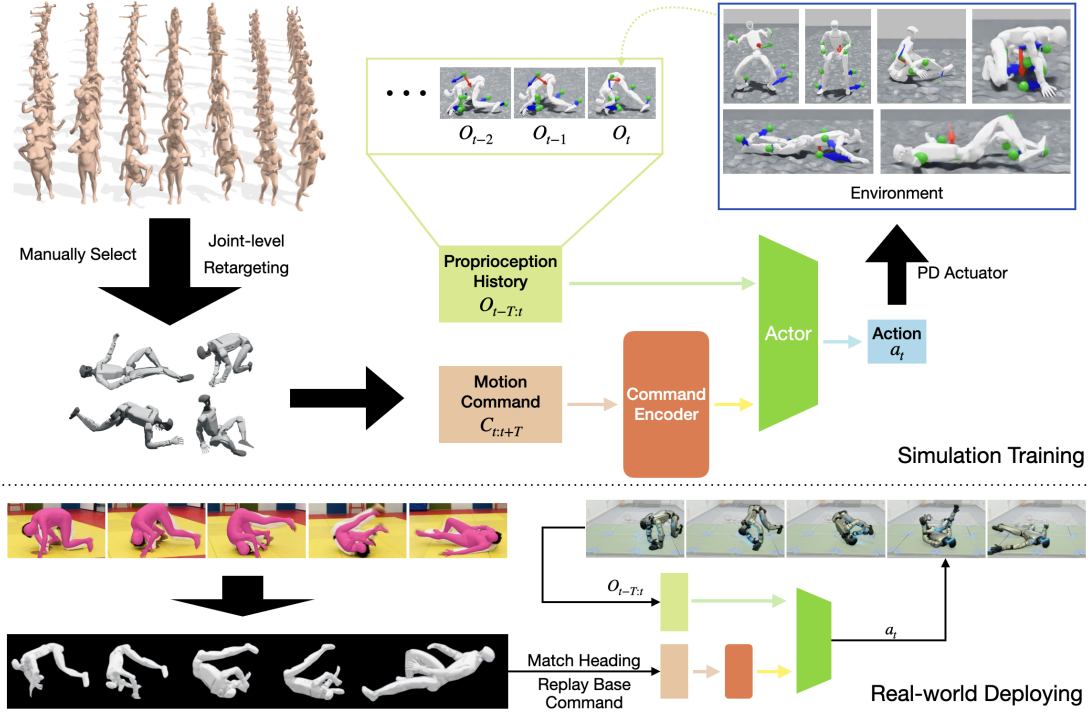 Manually Select
Joint-level
Retargeting
• • •
O_{t-2}
O_{t-1}
O_t
Environment
Proprioception
History
O_{t-T:t}
Motion
Command
C_{t:t+T}
Command
Encoder
Actor
Action
a_t
PD Actuator
Simulation Training
O_{t-T:t}
Match Heading
Replay Base
Command
a_t
Real-world Deploying